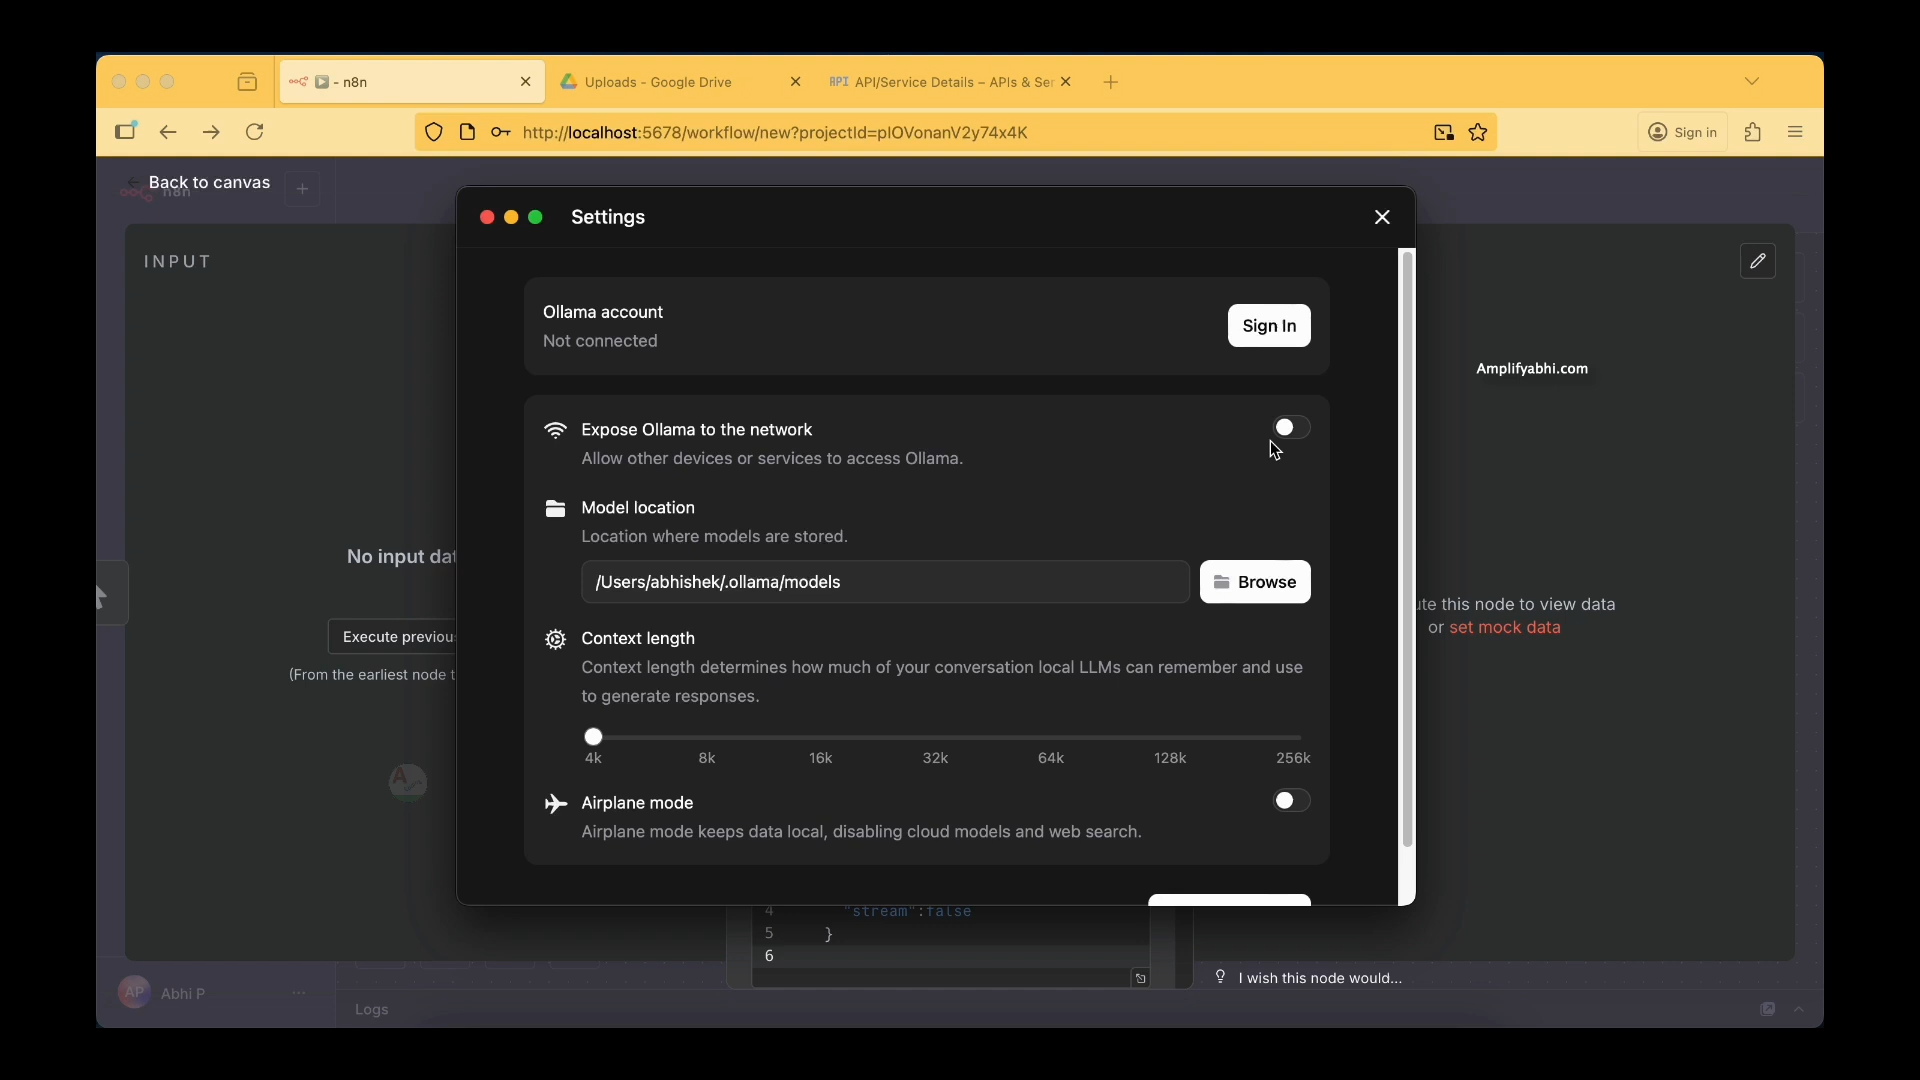 - n8n
Uploads - Google Drive
API API/Service Details – APIs & Ser
http://localhost:5678/workflow/new?projectId=plOVonanV2y74x4K
Sign in
Back to canvas
n8n
Settings
INPUT
Ollama account
Not connected
Sign In
Amplifyabhi.com
Expose Ollama to the network
Allow other devices or services to access Ollama.
Model location
Location where models are stored.
/Users/abhishek/.ollama/models
Browse
No input dat
Execute previou
(From the earliest node t
ute this node to view data
or set mock data
Context length
Context length determines how much of your conversation local LLMs can remember and use
to generate responses.
4k 8k 16k 32k 64k 128k 256k
Airplane mode
Airplane mode keeps data local, disabling cloud models and web search.
4 "stream":false
5 }
6
I wish this node would...
AP Abhi P
Logs